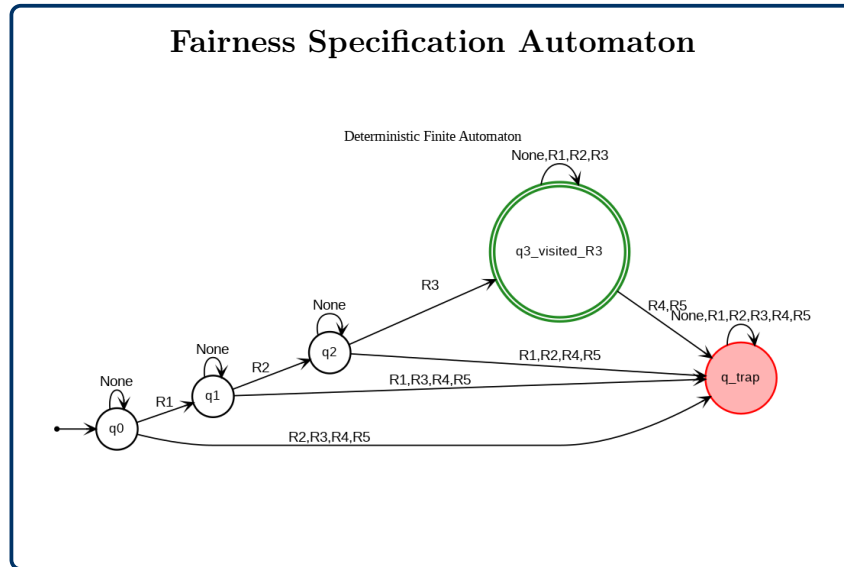 Fairness Specification Automaton
Deterministic Finite Automaton
None,R1,R2,R3
q3_visited_R3
R3
R4,R5
None,R1,R2,R3,R4,R5
None
q2
R1,R2,R4,R5
q_trap
None
R2
R1,R3,R4,R5
q1
None
R1
q0
R2,R3,R4,R5